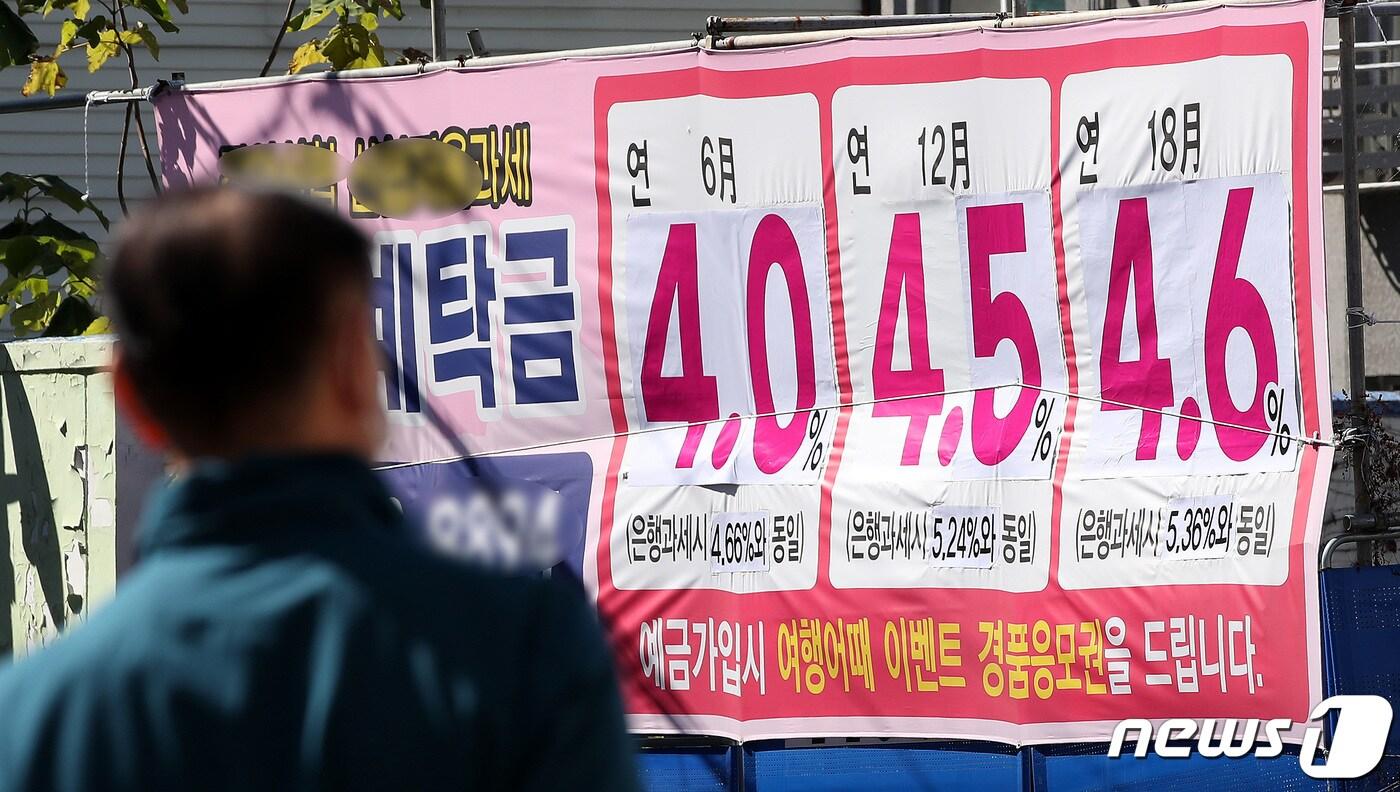 과세
예탁금
연 6月
4.0%
(은행과세시 4.66%와 동일)
연 12月
4.5%
(은행과세시 5.24%와 동일)
연 18月
4.6%
(은행과세시 5.36%와 동일)
예금가입시 여행어때 이벤트 경품응모권을 드립니다.
news1